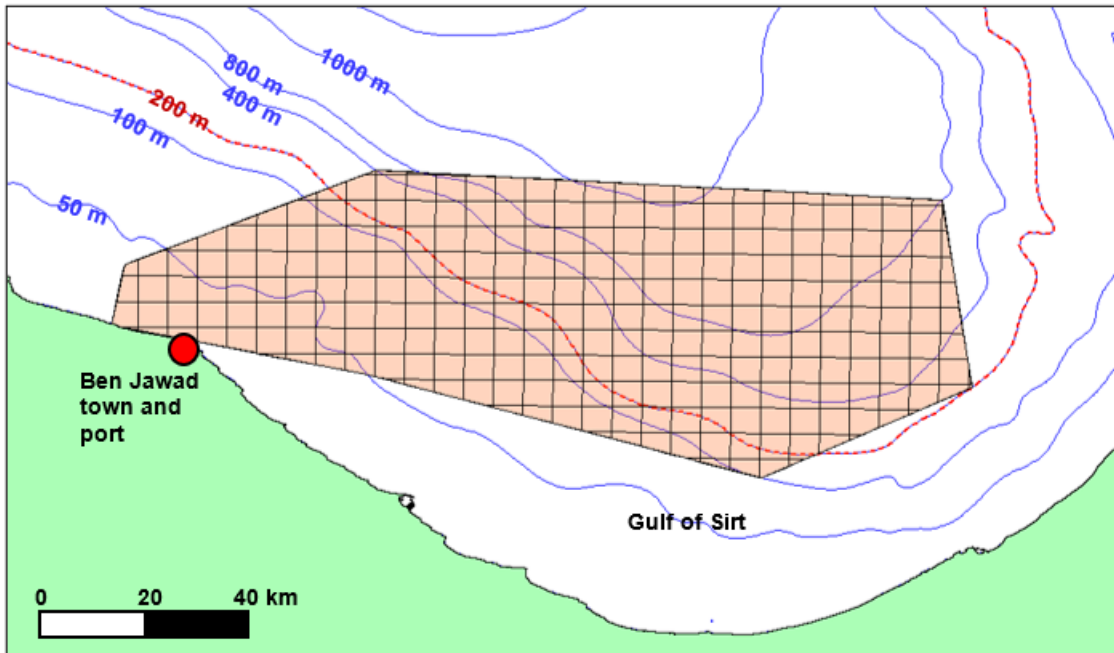 1000 m
800 m
400 m
200 m
100 m
50 m
Ben Jawad
town and
port
Gulf of Sirt
0 20 40 km